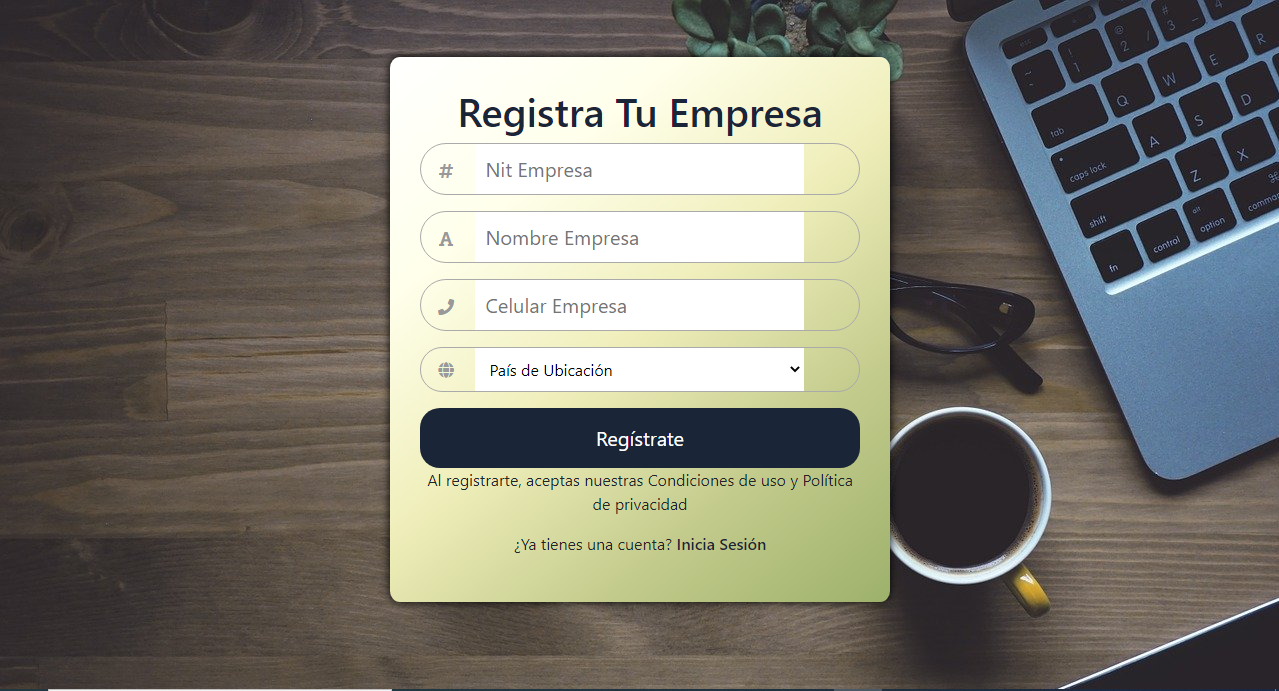 Registra Tu Empresa
# Nit Empresa
A Nombre Empresa
Celular Empresa
País de Ubicación
Regístrate
Al registrarte, aceptas nuestras Condiciones de uso y Política
de privacidad
¿Ya tienes una cuenta? Inicia Sesión
esc
~ ! 1 @ 2 # 3 4
tab Q W E R
caps lock A S D
shift Z X
fn control alt option ⌘